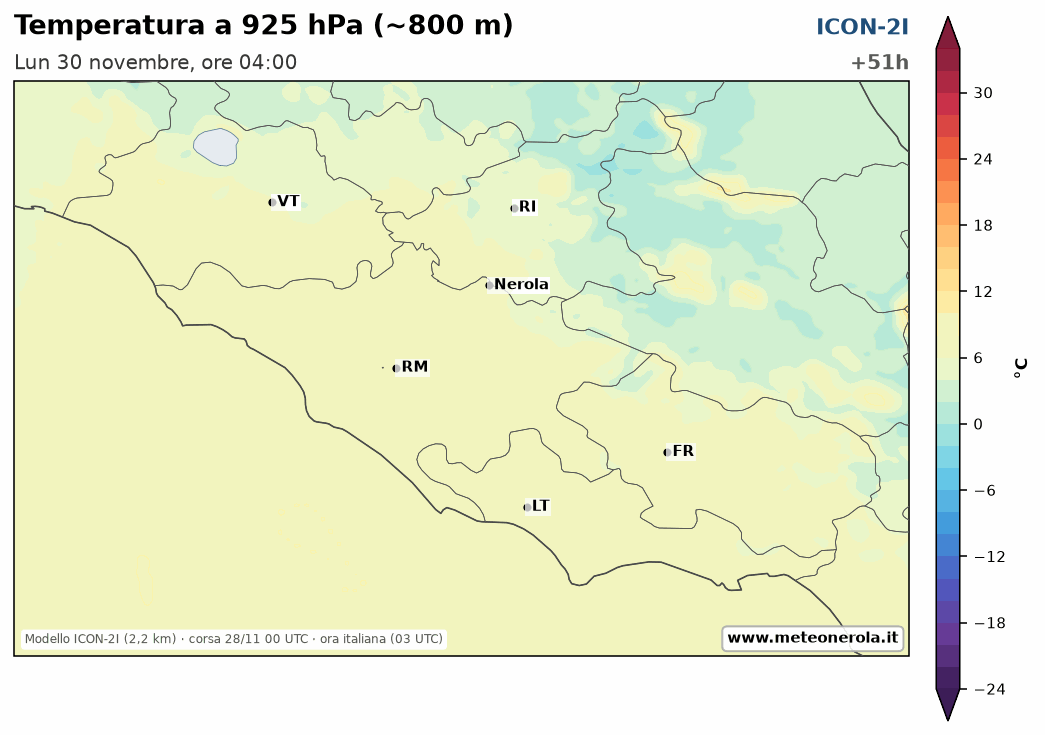 Temperatura a 925 hPa (~800 m)
ICON-2I
Lun 30 novembre, ore 04:00
+51h
VT
RI
Nerola
RM
FR
LT
Modello ICON-2I (2,2 km) · corsa 28/11 00 UTC · ora italiana (03 UTC)
www.meteonerola.it
30
24
18
12
6
0
−6
−12
−18
−24
°C